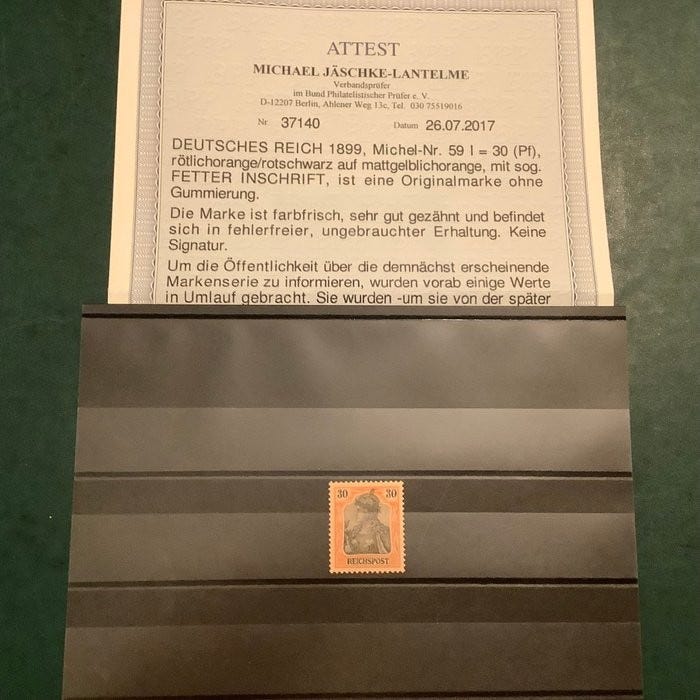 ATTEST
MICHAEL JÄSCHKE-LANTELME
Verbandsprüfer
im Bund Philatelistischer Prüfer e. V.
D-12207 Berlin, Ahlener Weg 13c, Tel. 030 75519016
Nr 37140 Datum 26.07.2017
DEUTSCHES REICH 1899, Michel-Nr. 59 I = 30 (Pf),
rötlichorange/rotschwarz auf mattgelblichorange, mit sog.
FETTER INSCHRIFT, ist eine Originalmarke ohne
Gummierung.
Die Marke ist farbfrisch, sehr gut gezähnt und befindet
sich in fehlerfreier, ungebrauchter Erhaltung. Keine
Signatur.
Um die Öffentlichkeit über die demnächst erscheinende
Markenserie zu informieren, wurden vorab einige Werte
in Umlauf gebracht. Sie wurden -um sie von der später
30 30
REICHSPOST